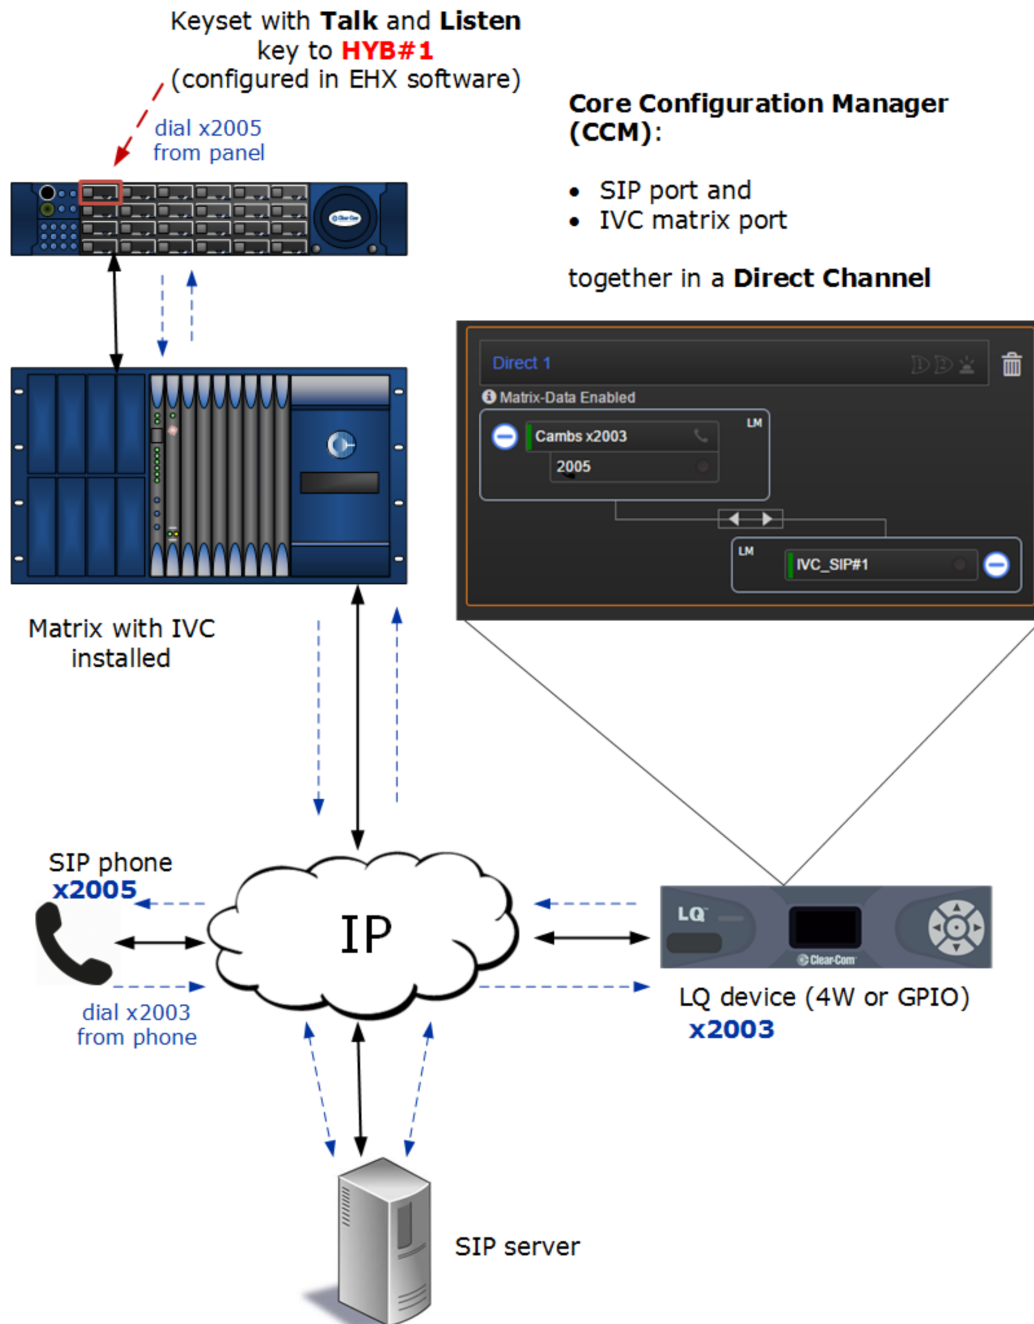 Keyset with Talk and Listen
key to HYB#1
(configured in EHX software)
dial x2005
from panel
Core Configuration Manager
(CCM):
• SIP port and
• IVC matrix port
together in a Direct Channel
Clear-Com
Direct 1
Matrix-Data Enabled
LM
Cambs x2003
2005
LM
IVC_SIP#1
Matrix with IVC
installed
SIP phone
x2005
IP
LQ™
Clear-Com
dial x2003
from phone
LQ device (4W or GPIO)
x2003
SIP server